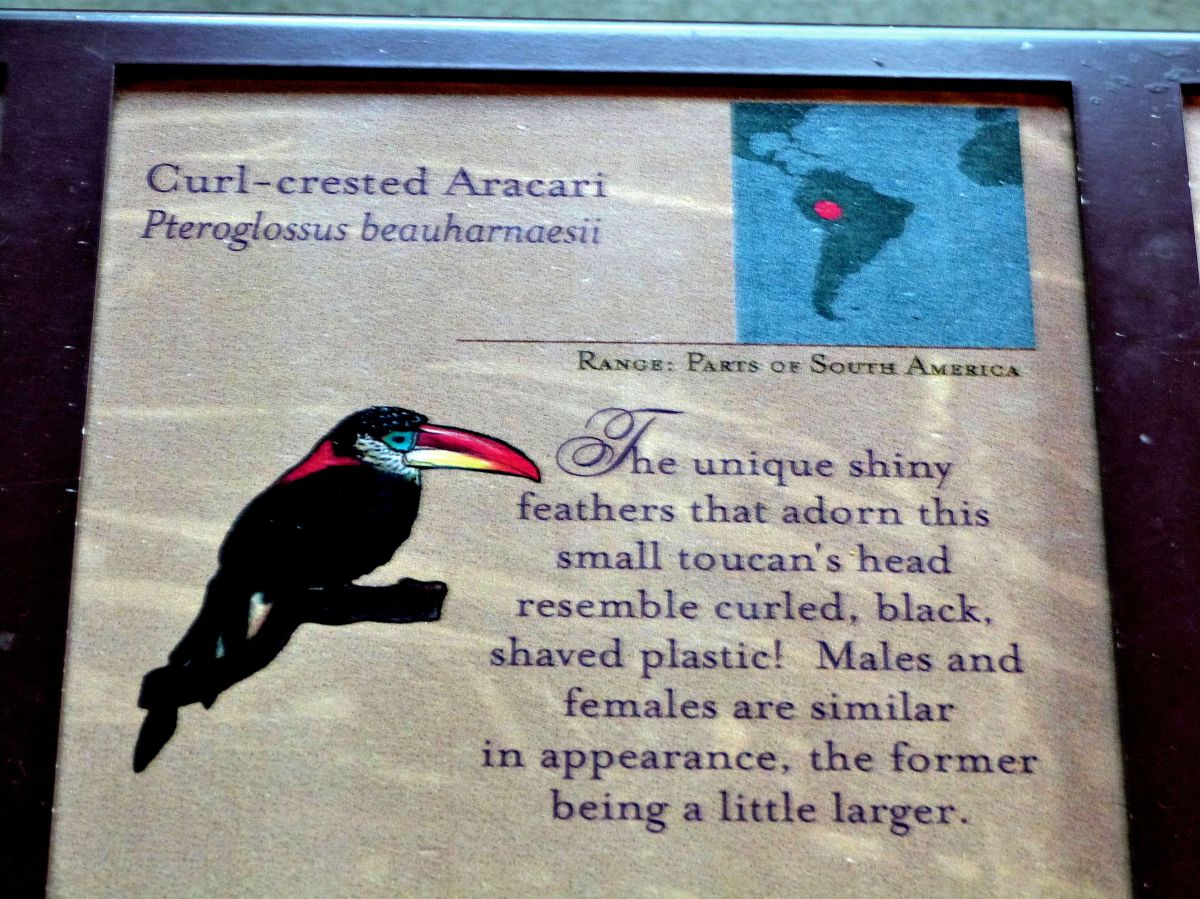 Curl-crested Aracari
Pteroglossus beauharnaesii
Range: Parts of South America
The unique shiny
feathers that adorn this
small toucan's head
resemble curled, black,
shaved plastic! Males and
females are similar
in appearance, the former
being a little larger.